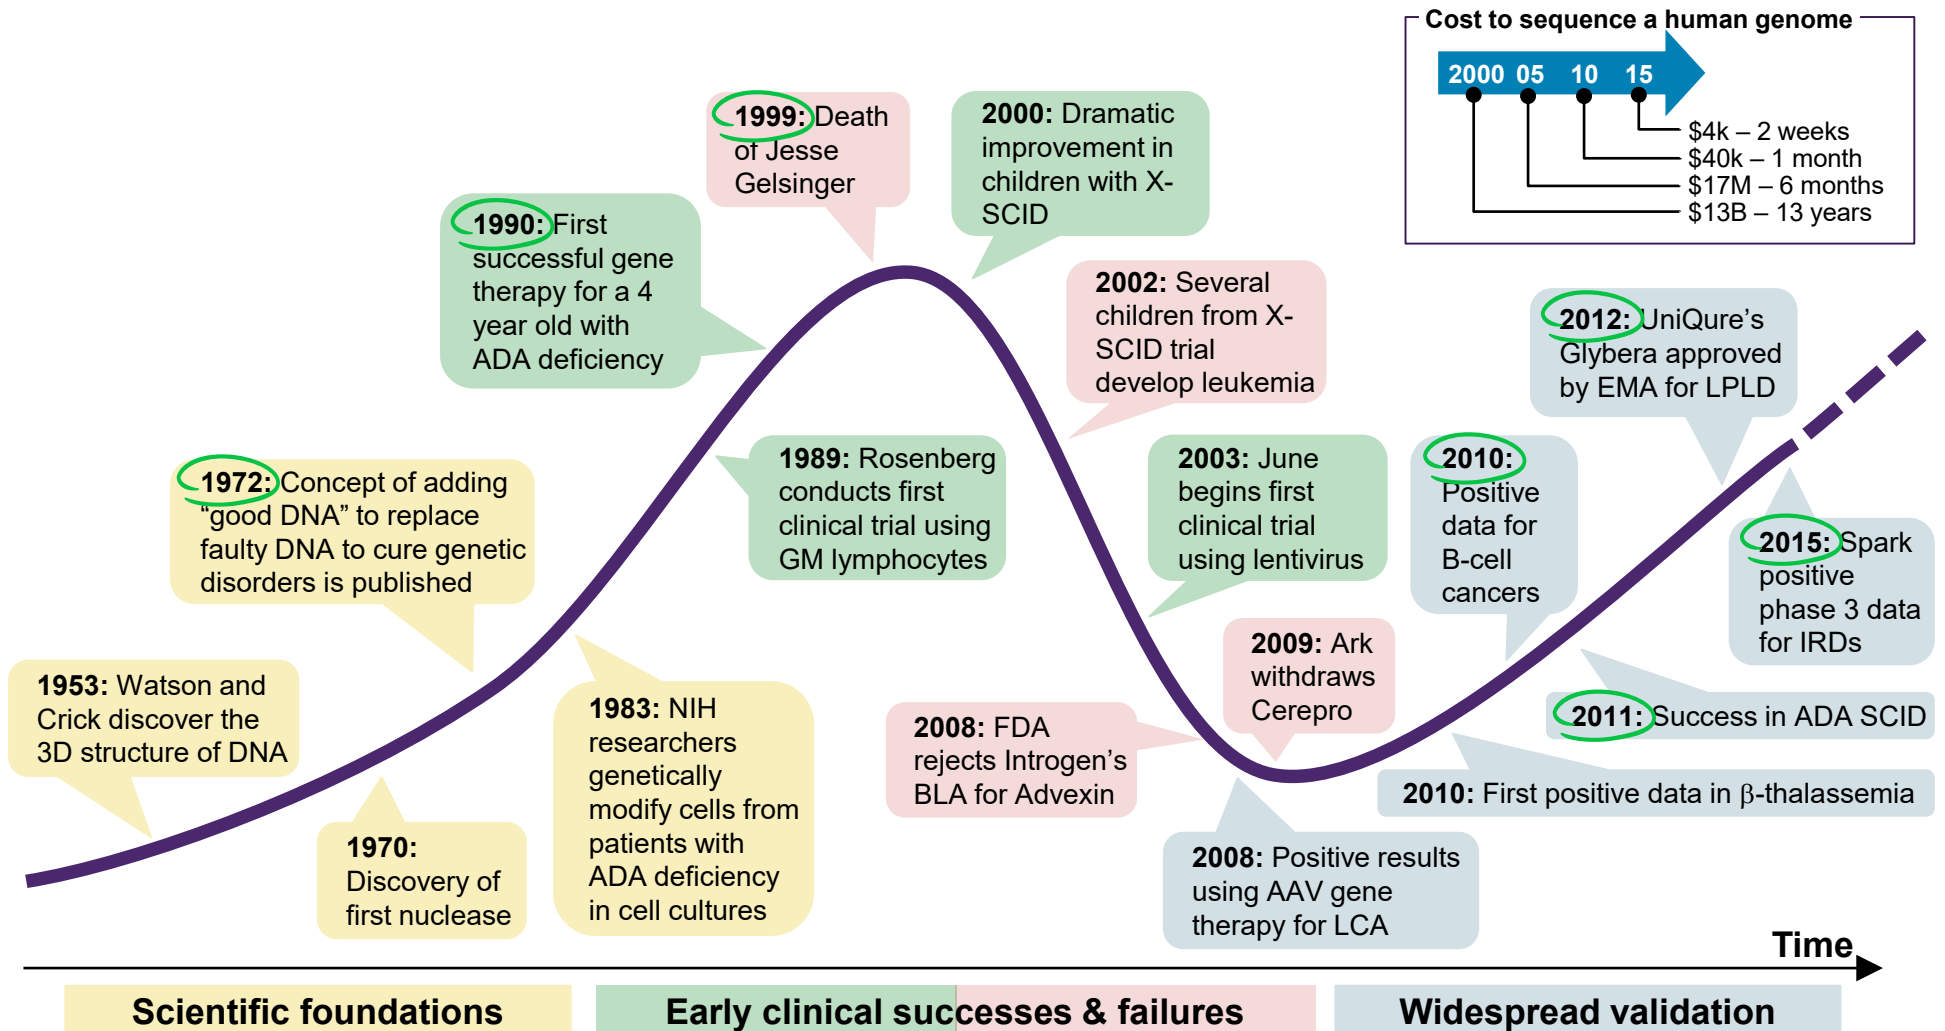 Cost to sequence a human genome
2000 05 10 15
$4k – 2 weeks
$40k – 1 month
$17M – 6 months
$13B – 13 years
1953: Watson and
Crick discover the
3D structure of DNA
1970:
Discovery of
first nuclease
1972: Concept of adding
“good DNA” to replace
faulty DNA to cure genetic
disorders is published
1983: NIH
researchers
genetically
modify cells from
patients with
ADA deficiency
in cell cultures
1989: Rosenberg
conducts first
clinical trial using
GM lymphocytes
1990: First
successful gene
therapy for a 4
year old with
ADA deficiency
1999: Death
of Jesse
Gelsinger
2000: Dramatic
improvement in
children with X-
SCID
2002: Several
children from X-
SCID trial
develop leukemia
2003: June
begins first
clinical trial
using lentivirus
2008: FDA
rejects Introgen’s
BLA for Advexin
2008: Positive results
using AAV gene
therapy for LCA
2009: Ark
withdraws
Cerepro
2010: First positive data in β-thalassemia
2010:
Positive
data for
B-cell
cancers
2011: Success in ADA SCID
2012: UniQure’s
Glybera approved
by EMA for LPLD
2015: Spark
positive
phase 3 data
for IRDs
Time
Scientific foundations
Early clinical successes & failures
Widespread validation